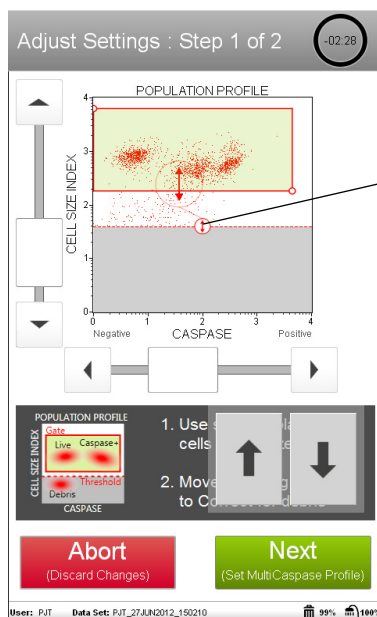 Adjust Settings : Step 1 of 2
-02:28
POPULATION PROFILE
CELL SIZE INDEX
4
3
2
1
0
0 1 2 3 4
Negative CASPASE Positive
POPULATION PROFILE
CELL SIZE INDEX
Gate
Live Caspase+
Threshold
Debris
CASPASE
1. Use
cells
2. Move
to
Abort
(Discard Changes)
Next
(Set MultiCaspase Profile)
User: PJT Data Set: PJT_27JUN2012_150210 99% 100%